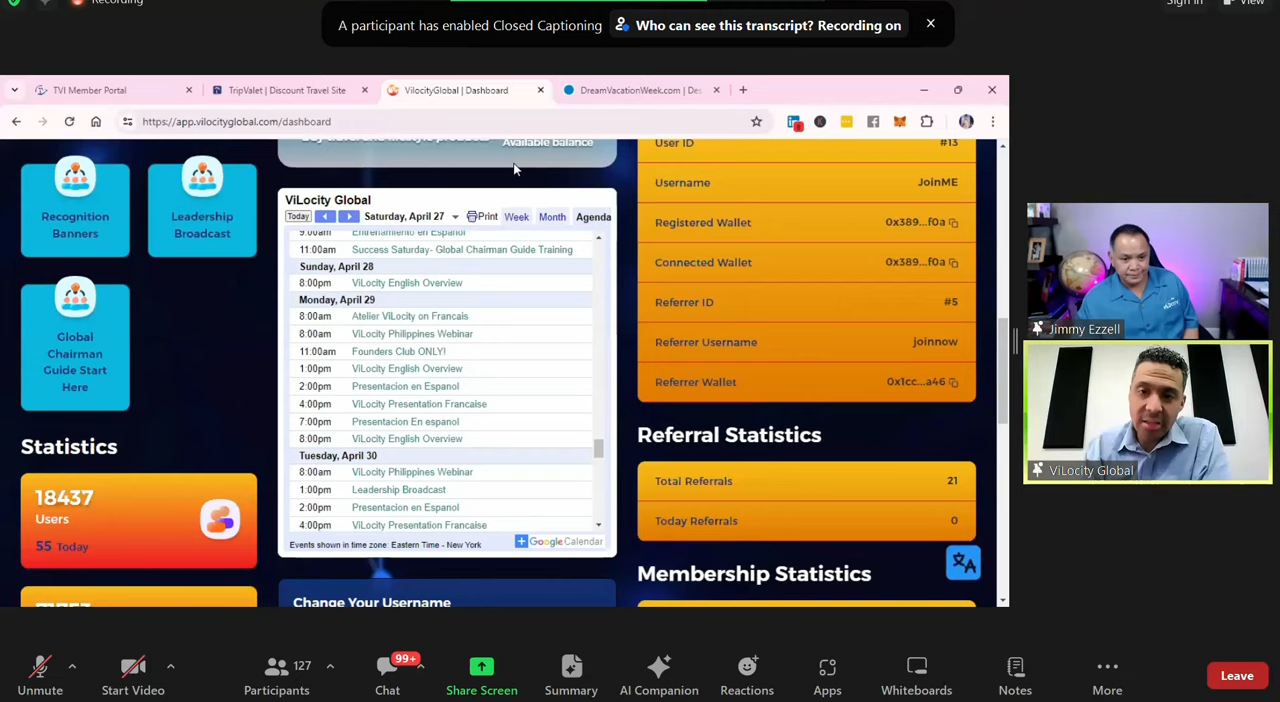 Recording
Sign in
View
A participant has enabled Closed Captioning
Who can see this transcript? Recording on
TVI Member Portal
TripValet | Discount Travel Site
VilocityGlobal | Dashboard
DreamVacationWeek.com | Des
https://app.vilocityglobal.com/dashboard
8
Available balance
Recognition
Banners
Leadership
Broadcast
Global
Chairman
Guide Start
Here
Statistics
18437
Users
55 Today
ViLocity Global
Today
Saturday, April 27
Print
Week
Month
Agenda
9:00am Entrenamiento en Español
11:00am Success Saturday- Global Chairman Guide Training
Sunday, April 28
8:00pm ViLocity English Overview
Monday, April 29
8:00am Atelier ViLocity on Francais
8:00am ViLocity Philippines Webinar
11:00am Founders Club ONLY!
1:00pm ViLocity English Overview
2:00pm Presentacion en Espanol
4:00pm ViLocity Presentation Francaise
7:00pm Presentacion En espanol
8:00pm ViLocity English Overview
Tuesday, April 30
8:00am ViLocity Philippines Webinar
1:00pm Leadership Broadcast
2:00pm Presentacion en Espanol
4:00pm ViLocity Presentation Francaise
Events shown in time zone: Eastern Time - New York
Google Calendar
Change Your Username
User ID #13
Username JoinME
Registered Wallet 0x389...f0a
Connected Wallet 0x389...f0a
Referrer ID #5
Referrer Username joinnow
Referrer Wallet 0x1cc...a46
Referral Statistics
Total Referrals 21
Today Referrals 0
Membership Statistics
Jimmy Ezzell
ViLocity Global
Unmute
Start Video
127
Participants
99+
Chat
Share Screen
Summary
AI Companion
Reactions
Apps
Whiteboards
Notes
More
Leave